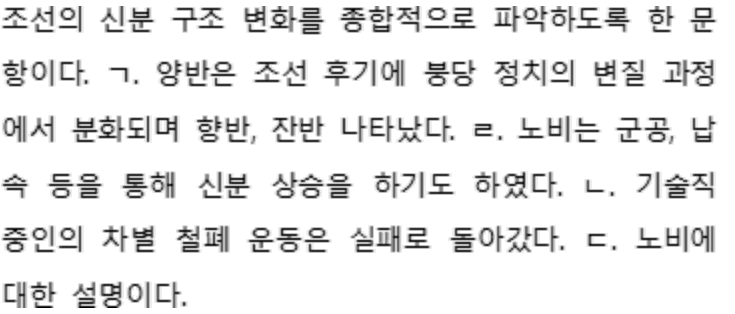 조선의 신분 구조 변화를 종합적으로 파악하도록 한 문
항이다. ㄱ. 양반은 조선 후기에 붕당 정치의 변질 과정
에서 분화되며 향반, 잔반 나타났다. ㄹ. 노비는 군공, 납
속 등을 통해 신분 상승을 하기도 하였다. ㄴ. 기술직
중인의 차별 철폐 운동은 실패로 돌아갔다. ㄷ. 노비에
대한 설명이다.